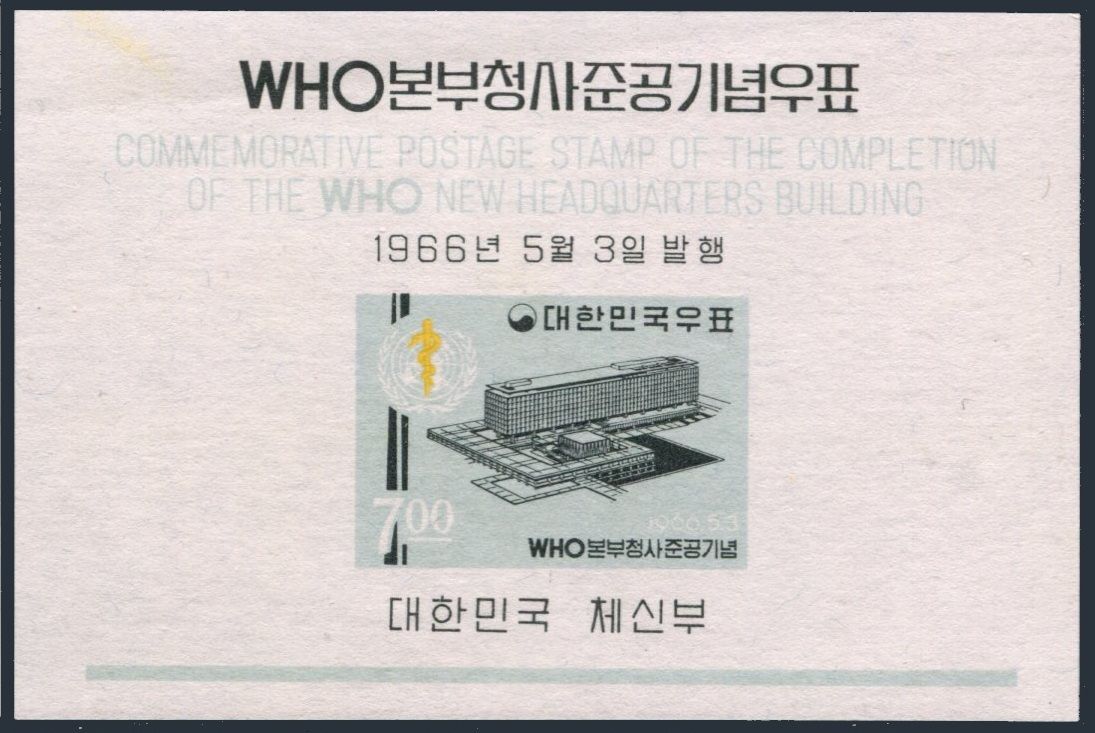 WHO본부청사준공기념우표
COMMEMORATIVE POSTAGE STAMP OF THE COMPLETION
OF THE WHO NEW HEADQUARTERS BUILDING
1966년 5월 3일 발행
대한민국우표
7.00
1966.5.3
WHO본부청사준공기념
대한민국 체신부